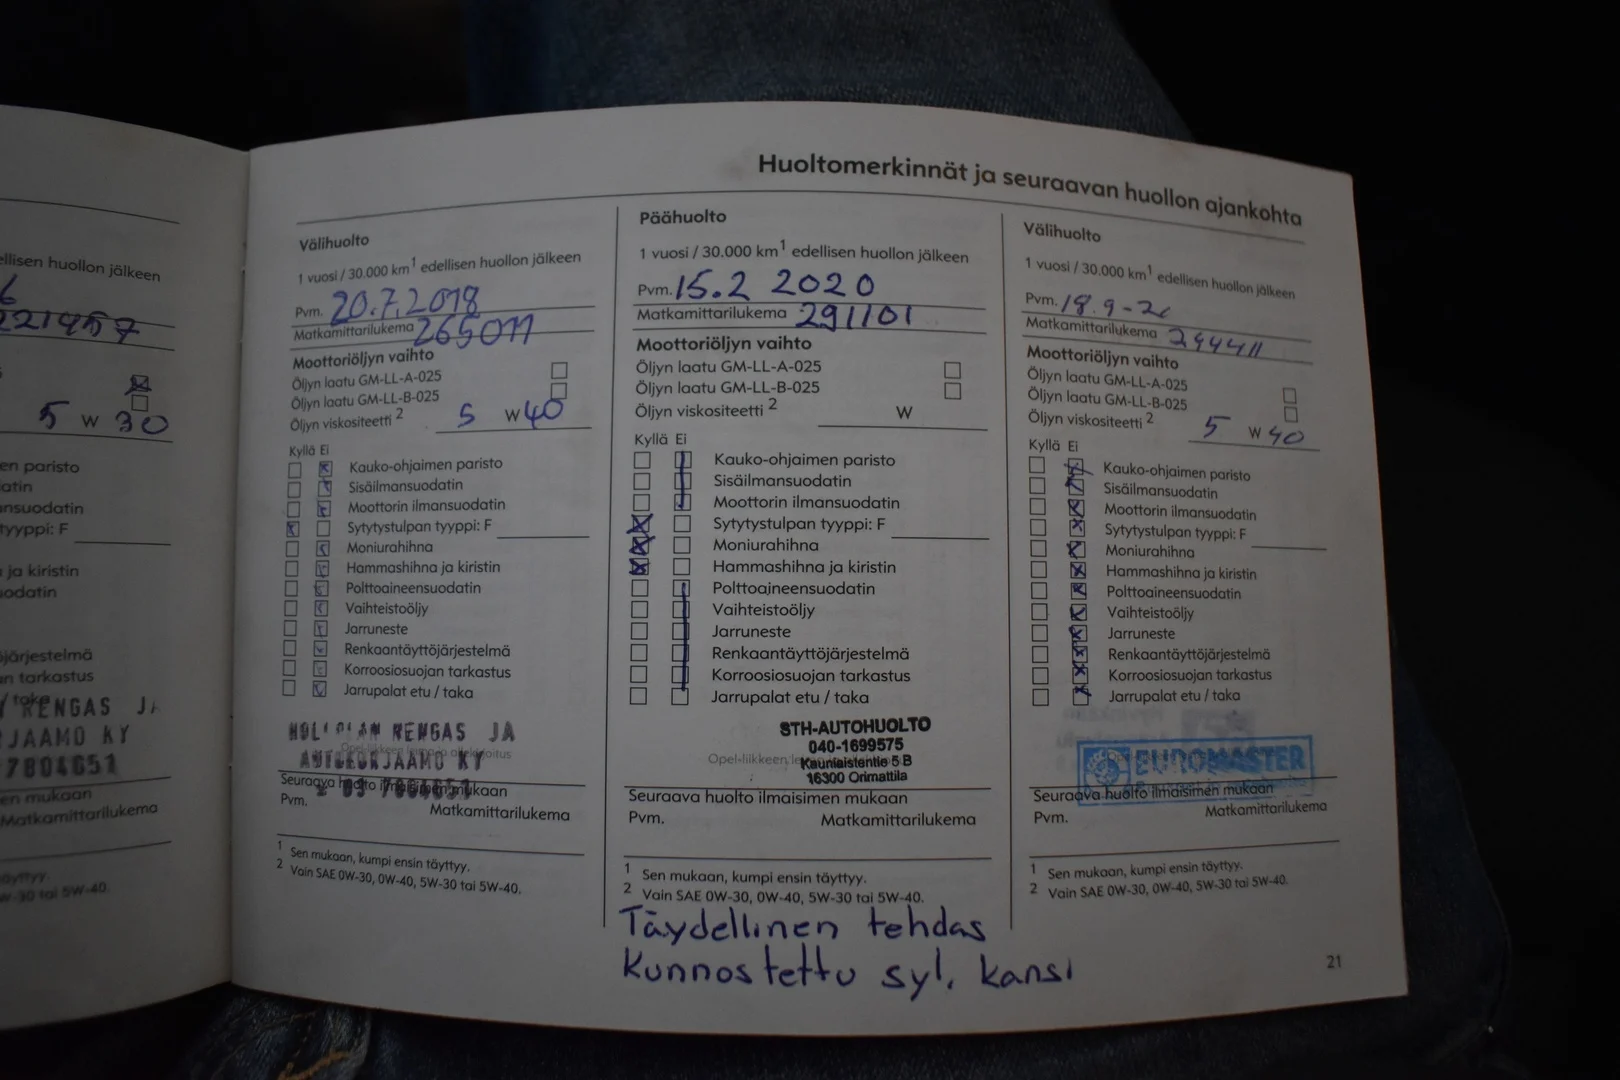 Huoltomerkinnät ja seuraavan huollon ajankohta
ellisen huollon jälkeen
6
221457
5 W 30
en paristo
atin
nsuodatin
tyyppi: F
ja kiristin
odatin
järjestelmä
n tarkastus
/ taka
RENGAS JA
JAAMO KY
7804651
en mukaan
Matkamittarilukema
äyttyy.
W-30 tai 5W-40.
Välihuolto
1 vuosi / 30.000 km1 edellisen huollon jälkeen
Pvm. 20.7.2018
Matkamittarilukema 265011
Moottoriöljyn vaihto
Öljyn laatu GM-LL-A-025
Öljyn laatu GM-LL-B-025
Öljyn viskositeetti 2 5 W 40
Kyllä Ei
Kauko-ohjaimen paristo
Sisäilmansuodatin
Moottorin ilmansuodatin
Sytytystulpan tyyppi: F
Moniurahihna
Hammashihna ja kiristin
Polttoaineensuodatin
Vaihteistoöljy
Jarruneste
Renkaantäyttöjärjestelmä
Korroosiosuojan tarkastus
Jarrupalat etu / taka
RENGAS JA
KY
Seuraava huolto ilmaisimen mukaan
Pvm. Matkamittarilukema
1 Sen mukaan, kumpi ensin täyttyy.
2 Vain SAE 0W-30, 0W-40, 5W-30 tai 5W-40.
Päähuolto
1 vuosi / 30.000 km1 edellisen huollon jälkeen
Pvm. 15.2 2020
Matkamittarilukema 291101
Moottoriöljyn vaihto
Öljyn laatu GM-LL-A-025
Öljyn laatu GM-LL-B-025
Öljyn viskositeetti 2 W
Kyllä Ei
Kauko-ohjaimen paristo
Sisäilmansuodatin
Moottorin ilmansuodatin
Sytytystulpan tyyppi: F
Moniurahihna
Hammashihna ja kiristin
Polttoaineensuodatin
Vaihteistoöljy
Jarruneste
Renkaantäyttöjärjestelmä
Korroosiosuojan tarkastus
Jarrupalat etu / taka
STH-AUTOHUOLTO
040-1699575
Opel-liikkeen Kauniaistentie 5 B
16300 Orimattila
Seuraava huolto ilmaisimen mukaan
Pvm. Matkamittarilukema
1 Sen mukaan, kumpi ensin täyttyy.
2 Vain SAE 0W-30, 0W-40, 5W-30 tai 5W-40.
Täydellinen tehdas
kunnostettu syl. kansi
Välihuolto
1 vuosi / 30.000 km1 edellisen huollon jälkeen
Pvm. 18.9-
Matkamittarilukema 294411
Moottoriöljyn vaihto
Öljyn laatu GM-LL-A-025
Öljyn laatu GM-LL-B-025
Öljyn viskositeetti 2 5 W 40
Kyllä Ei
Kauko-ohjaimen paristo
Sisäilmansuodatin
Moottorin ilmansuodatin
Sytytystulpan tyyppi: F
Moniurahihna
Hammashihna ja kiristin
Polttoaineensuodatin
Vaihteistoöljy
Jarruneste
Renkaantäyttöjärjestelmä
Korroosiosuojan tarkastus
Jarrupalat etu / taka
EUROMASTER
Seuraava huolto ilmaisimen mukaan
Pvm. Matkamittarilukema
1 Sen mukaan, kumpi ensin täyttyy.
2 Vain SAE 0W-30, 0W-40, 5W-30 tai 5W-40.
21